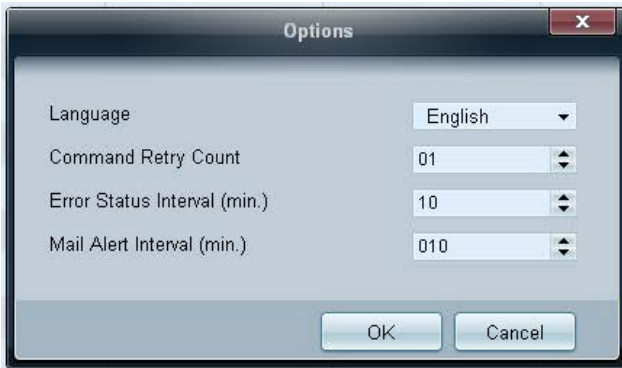 Options
x
Language English
Command Retry Count 01
Error Status Interval (min.) 10
Mail Alert Interval (min.) 010
OK Cancel